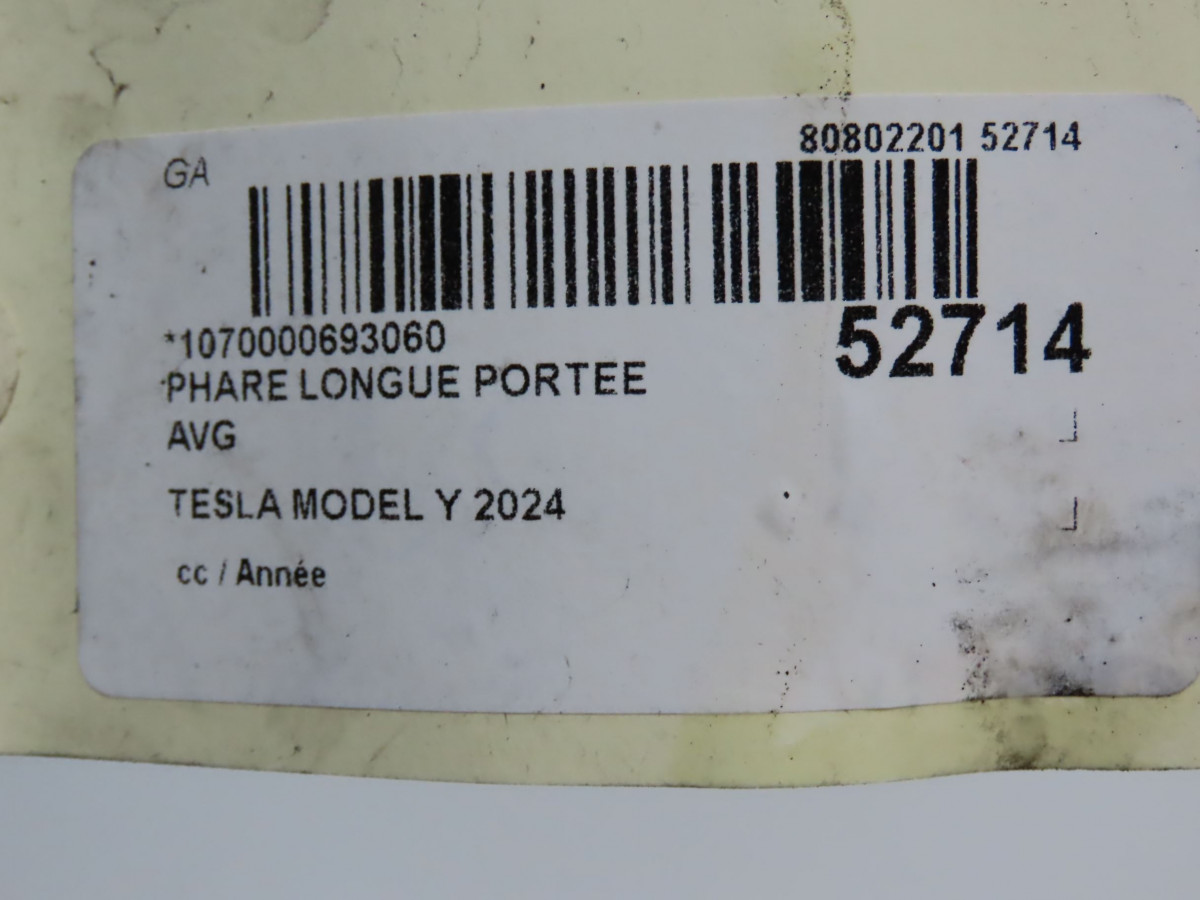 80802201 52714
GA
*1070000693060
52714
PHARE LONGUE PORTEE
AVG
TESLA MODEL Y 2024
cc / Année